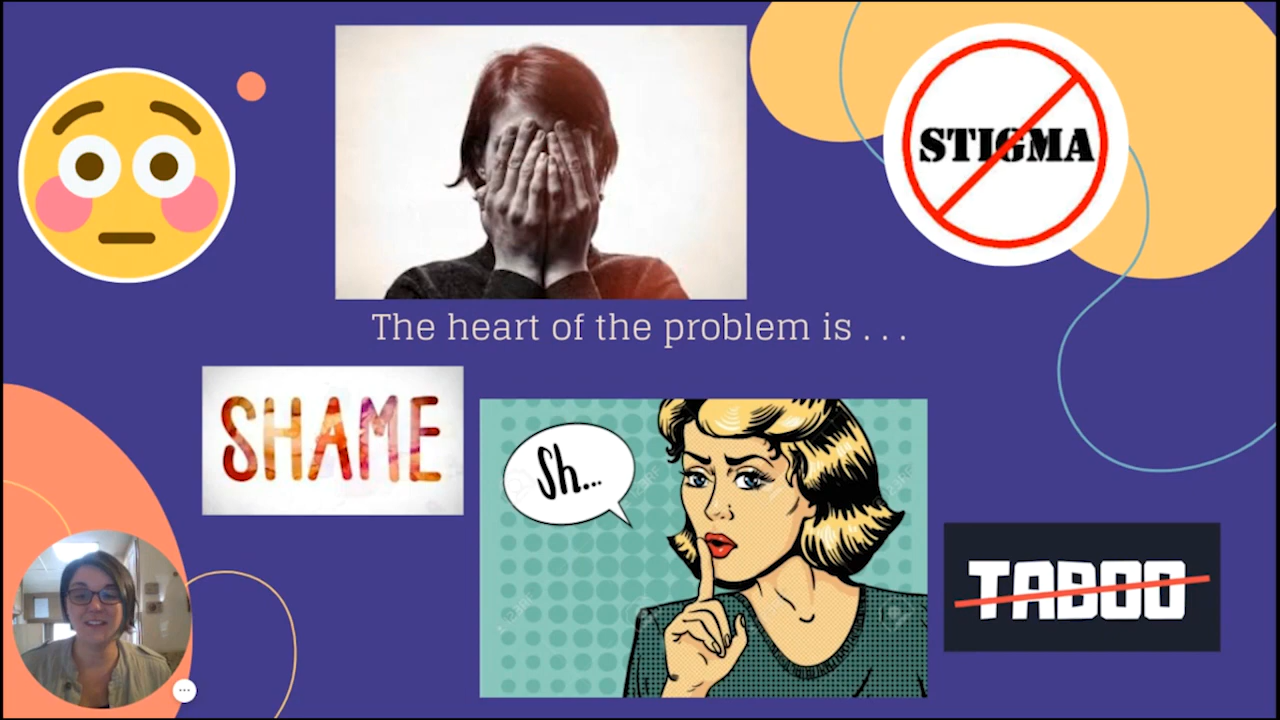 STIGMA
The heart of the problem is . . .
SHAME
Sh...
TABOO